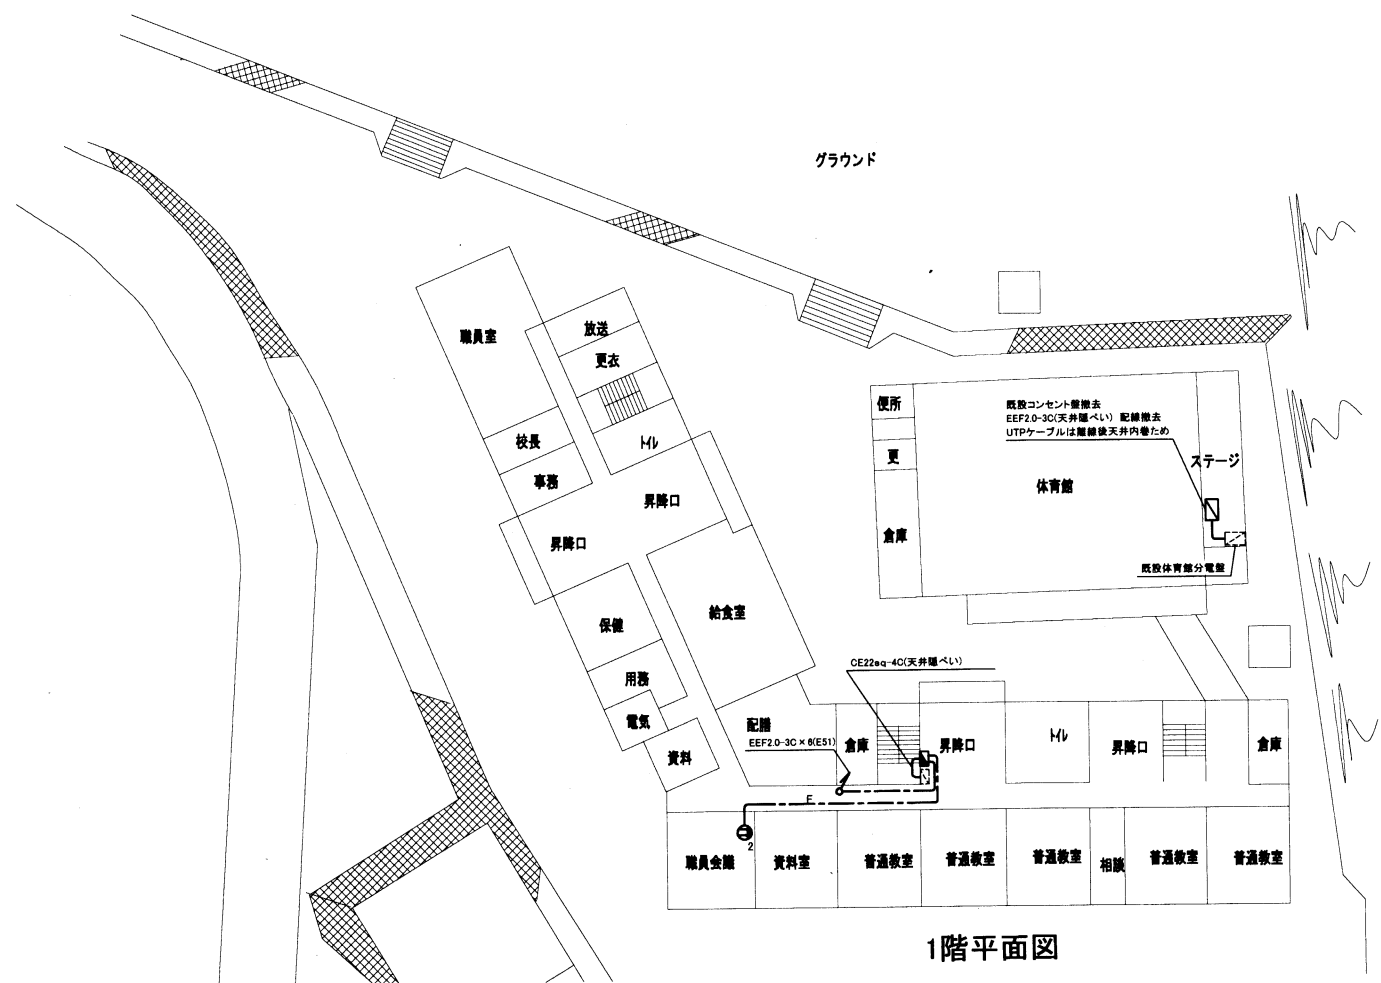 グラウンド
職員室
放送
更衣
校長
トイレ
事務
昇降口
昇降口
便所
更
倉庫
体育館
既設コンセント盤撤去
EEF2.0-3C(天井隠ぺい) 配線撤去
UTPケーブルは離線後天井内巻ため
ステージ
既設体育館分電盤
保健
給食室
用務
電気
資料
CE22sq-4C(天井隠ぺい)
配膳
EEF2.0-3C×6(E51)
倉庫
昇降口
トイレ
昇降口
倉庫
E
2
職員会議
資料室
普通教室
普通教室
普通教室
相談
普通教室
普通教室
1階平面図